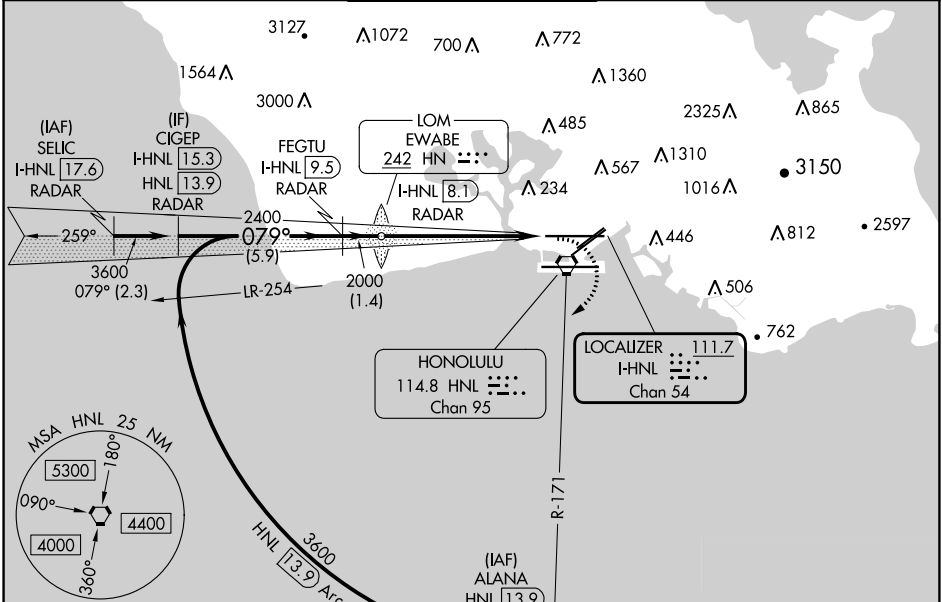 3127
1072
700
772
1564
1360
3000
2325
865
485
(IAF)
SELIC
I-HNL 17.6
RADAR
(IF)
CIGEP
I-HNL 15.3
HNL 13.9
RADAR
FEGTU
I-HNL 9.5
RADAR
LOM
EWABE
242 HN
I-HNL 8.1
RADAR
234
567
1310
1016
3150
2597
812
446
506
762
2400
259°
079°
(5.9)
3600
079° (2.3)
LR-254
2000
(1.4)
HONOLULU
114.8 HNL
Chan 95
LOCALIZER 111.7
I-HNL
Chan 54
MSA HNL 25 NM
5300
180°
090°
4400
4000
360°
R-171
3600
HNL 13.9 Arc
(IAF)
ALANA
HNL 13.9